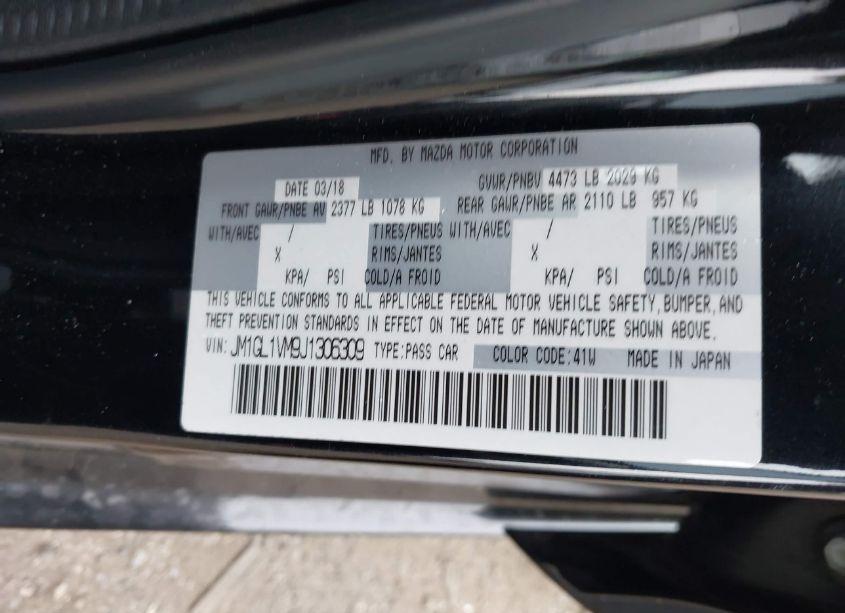 MFD. BY MAZDA MOTOR CORPORATION
DATE 03/18 GVWR/PNBV 4473 LB 2029 KG
FRONT GAWR/PNBE AV 2377 LB 1078 KG REAR GAWR/PNBE AR 2110 LB 957 KG
WITH/AVEC / TIRES/PNEUS WITH/AVEC / TIRES/PNEUS
X RIMS/JANTES X RIMS/JANTES
KPA/ PSI COLD/A FROID KPA/ PSI COLD/A FROID
THIS VEHICLE CONFORMS TO ALL APPLICABLE FEDERAL MOTOR VEHICLE SAFETY, BUMPER, AND
THEFT PREVENTION STANDARDS IN EFFECT ON THE DATE OF MANUFACTURE SHOWN ABOVE.
VIN: JM1GL1VM9J1306309 TYPE:PASS CAR COLOR CODE:41W MADE IN JAPAN